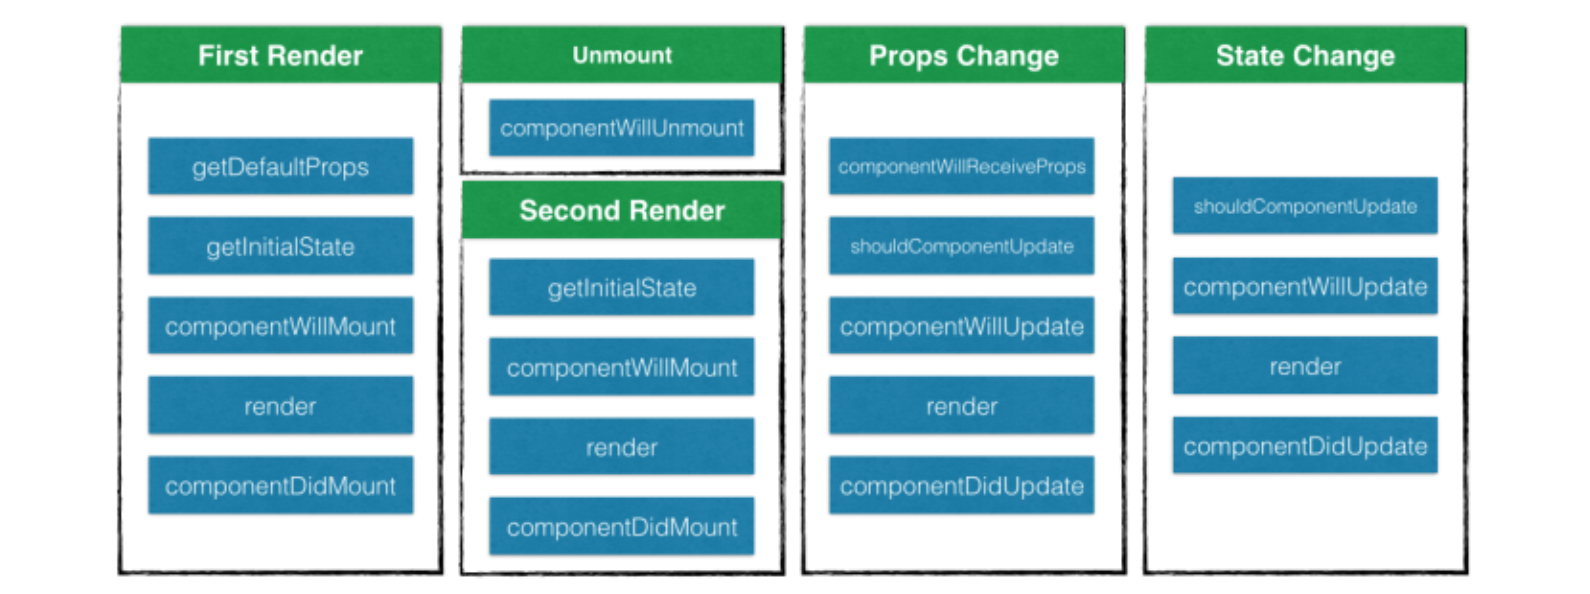 First Render
getDefaultProps
getInitialState
componentWillMount
render
componentDidMount
Unmount
componentWillUnmount
Second Render
getInitialState
componentWillMount
render
componentDidMount
Props Change
componentWillReceiveProps
shouldComponentUpdate
componentWillUpdate
render
componentDidUpdate
State Change
shouldComponentUpdate
componentWillUpdate
render
componentDidUpdate